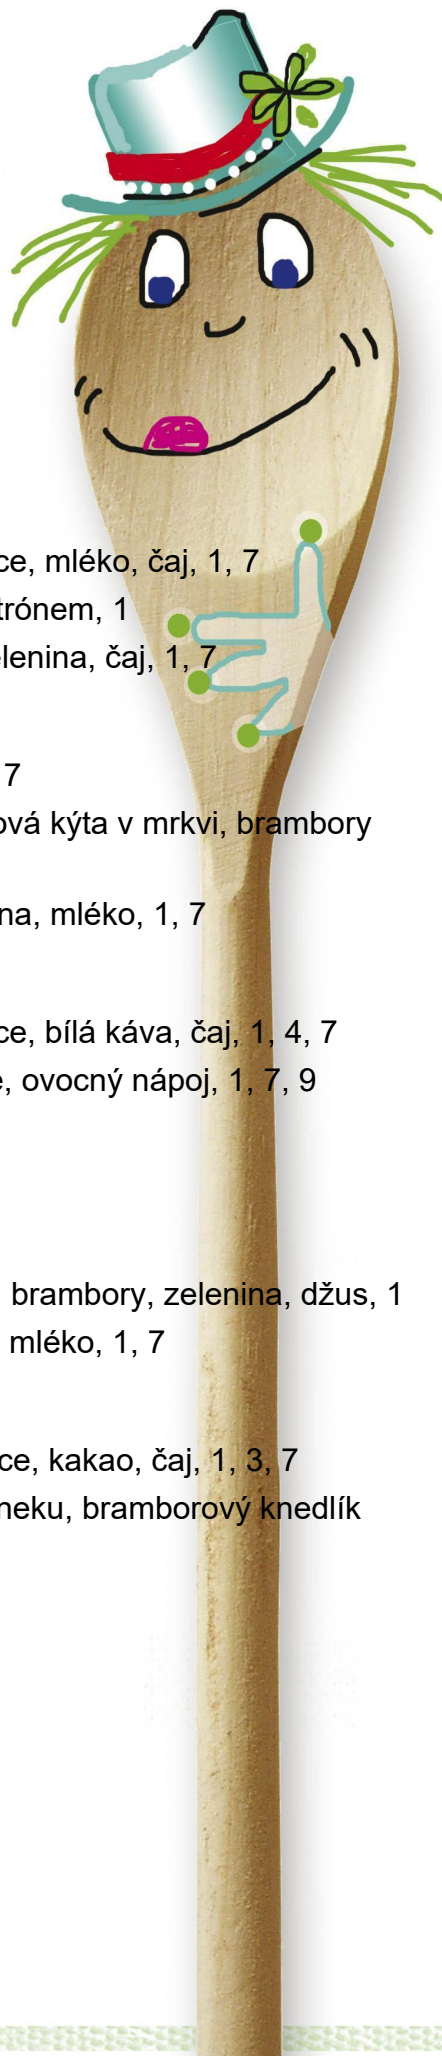 ce, mléko, čaj, 1, 7
trónem, 1
elenina, čaj, 1, 7
7
ová kýta v mrkvi, brambory
na, mléko, 1, 7
ce, bílá káva, čaj, 1, 4, 7
e, ovocný nápoj, 1, 7, 9
brambory, zelenina, džus, 1
mléko, 1, 7
ce, kakao, čaj, 1, 3, 7
neku, bramborový knedlík